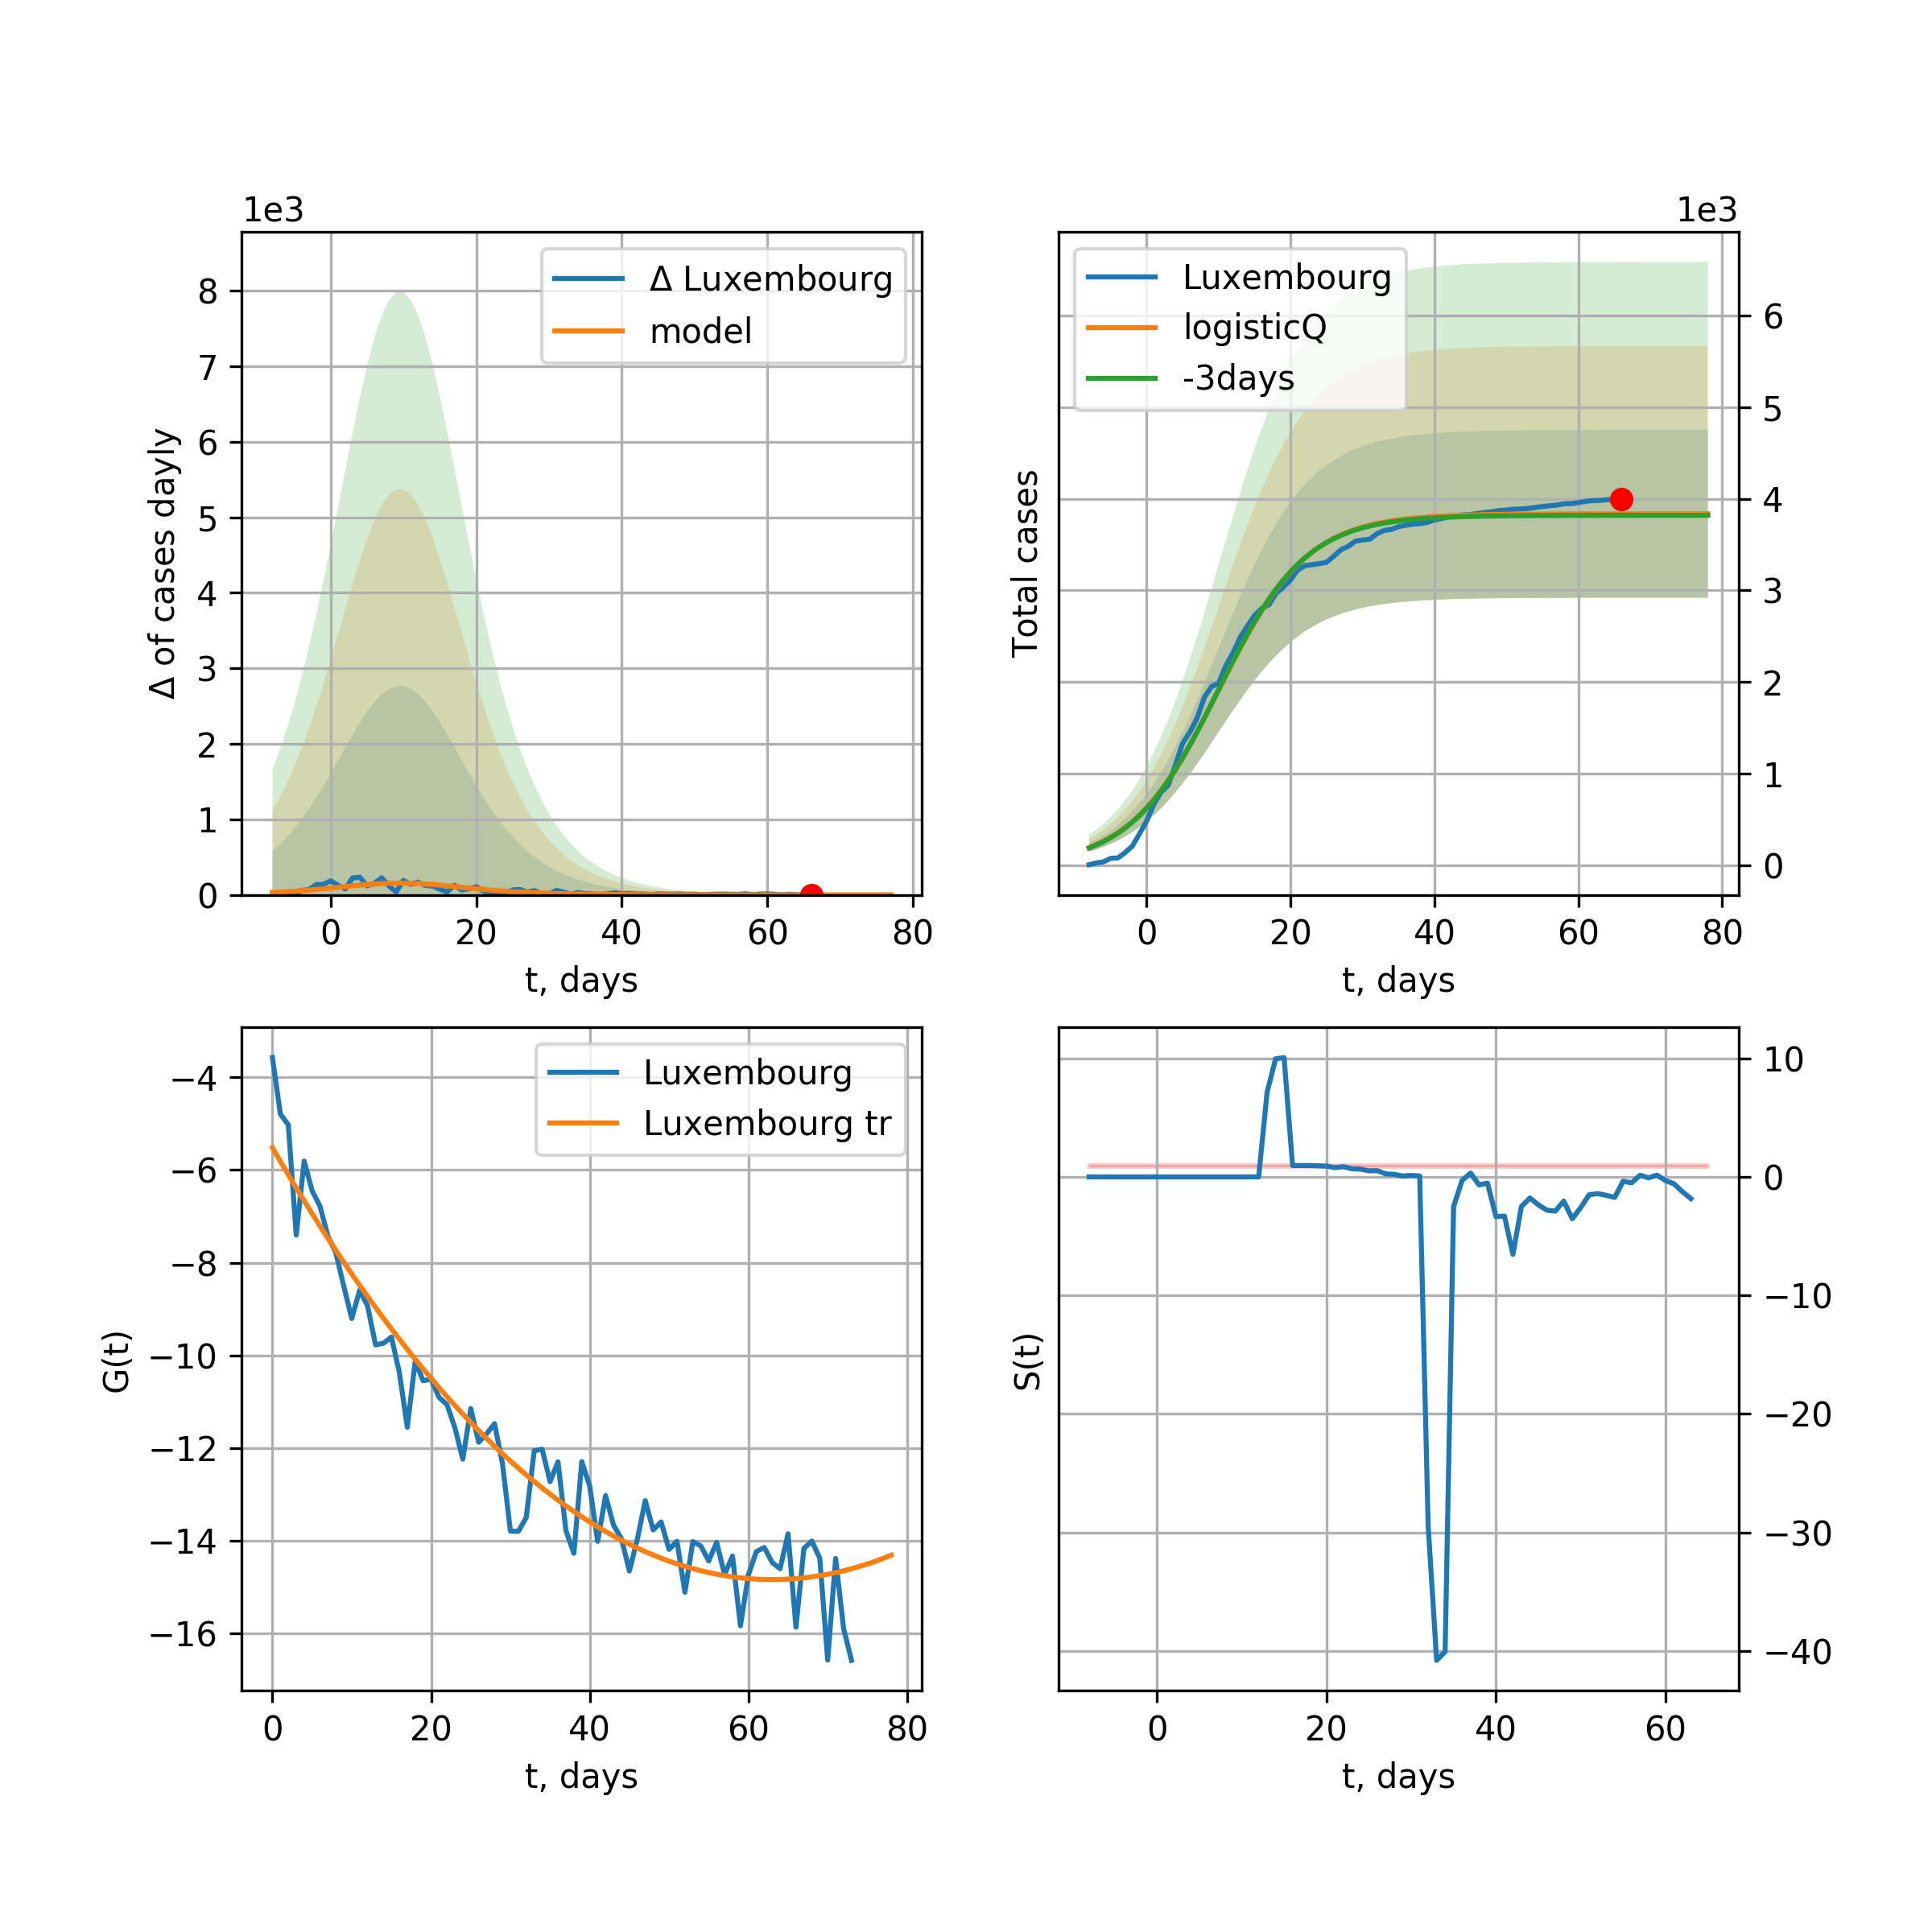 1e3
Δ Luxembourg
model
8
7
6
5
4
3
2
1
0
Δ of cases dayly
0 20 40 60 80
t, days
1e3
Luxembourg
logisticQ
-3days
6
5
4
3
2
1
0
Total cases
0 20 40 60 80
t, days
Luxembourg
Luxembourg tr
−4
−6
−8
−10
−12
−14
−16
G(t)
0 20 40 60 80
t, days
10
0
−10
−20
−30
−40
S(t)
0 20 40 60
t, days